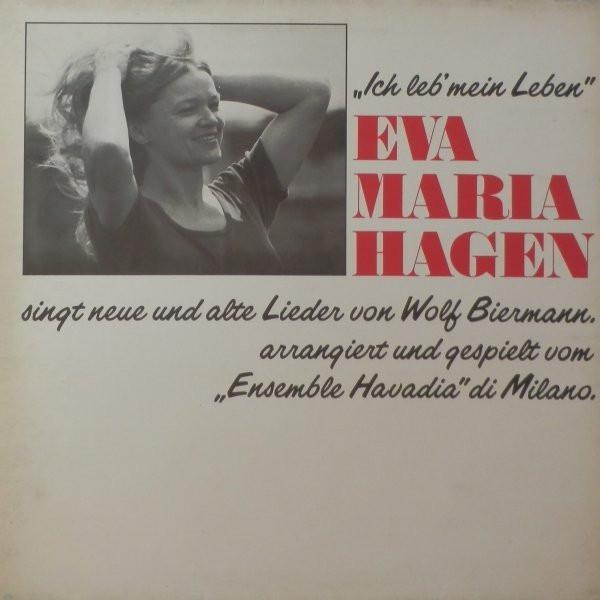 „Ich leb' mein Leben"
EVA
MARIA
HAGEN
singt neue und alte Lieder von Wolf Biermann.
arrangiert und gespielt vom
„Ensemble Havadia" di Milano.